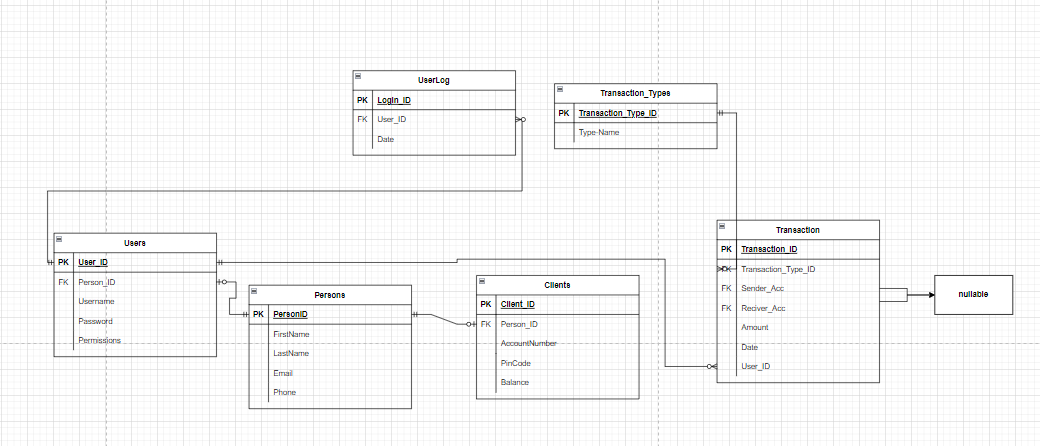 UserLog
PK Login_ID
FK User_ID
Date
Transaction_Types
PK Transaction_Type_ID
Type-Name
Users
PK User_ID
FK Person_ID
Username
Password
Permissions
Persons
PK PersonID
FirstName
LastName
Email
Phone
Clients
PK Client_ID
FK Person_ID
AccountNumber
PinCode
Balance
Transaction
PK Transaction_ID
FK Transaction_Type_ID
FK Sender_Acc
FK Reciver_Acc
Amount
Date
User_ID
nullable